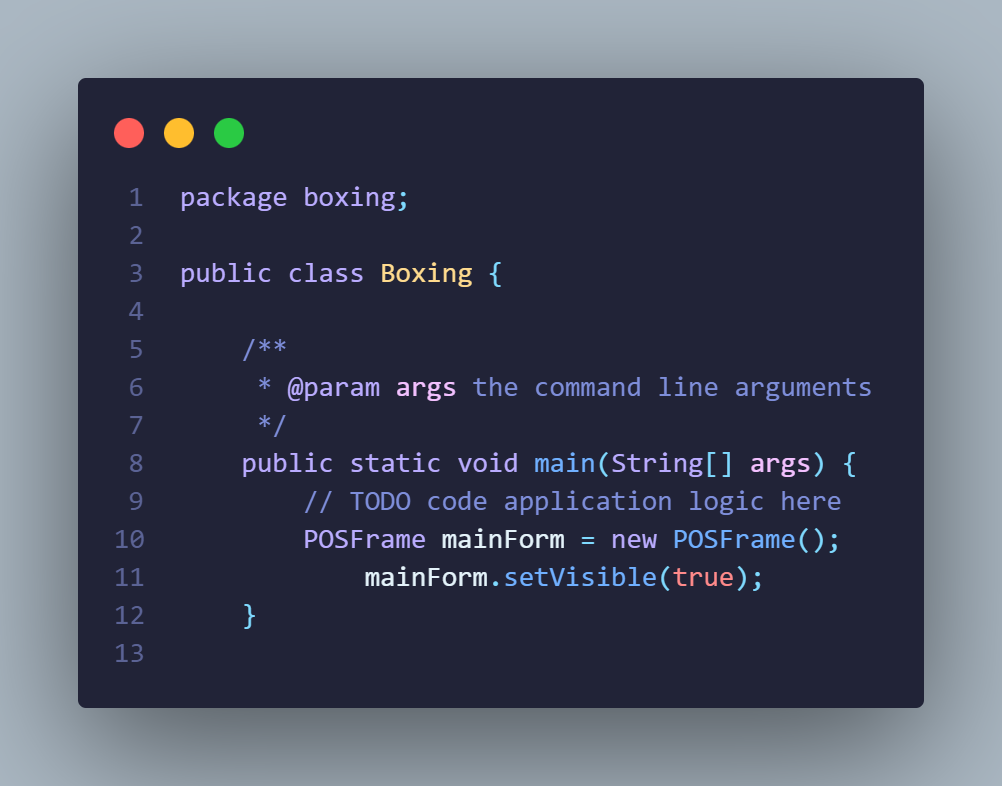 1 package boxing;
2
3 public class Boxing {
4
5     /**
6      * @param args the command line arguments
7      */
8     public static void main(String[] args) {
9         // TODO code application logic here
10         POSFrame mainForm = new POSFrame();
11             mainForm.setVisible(true);
12     }
13